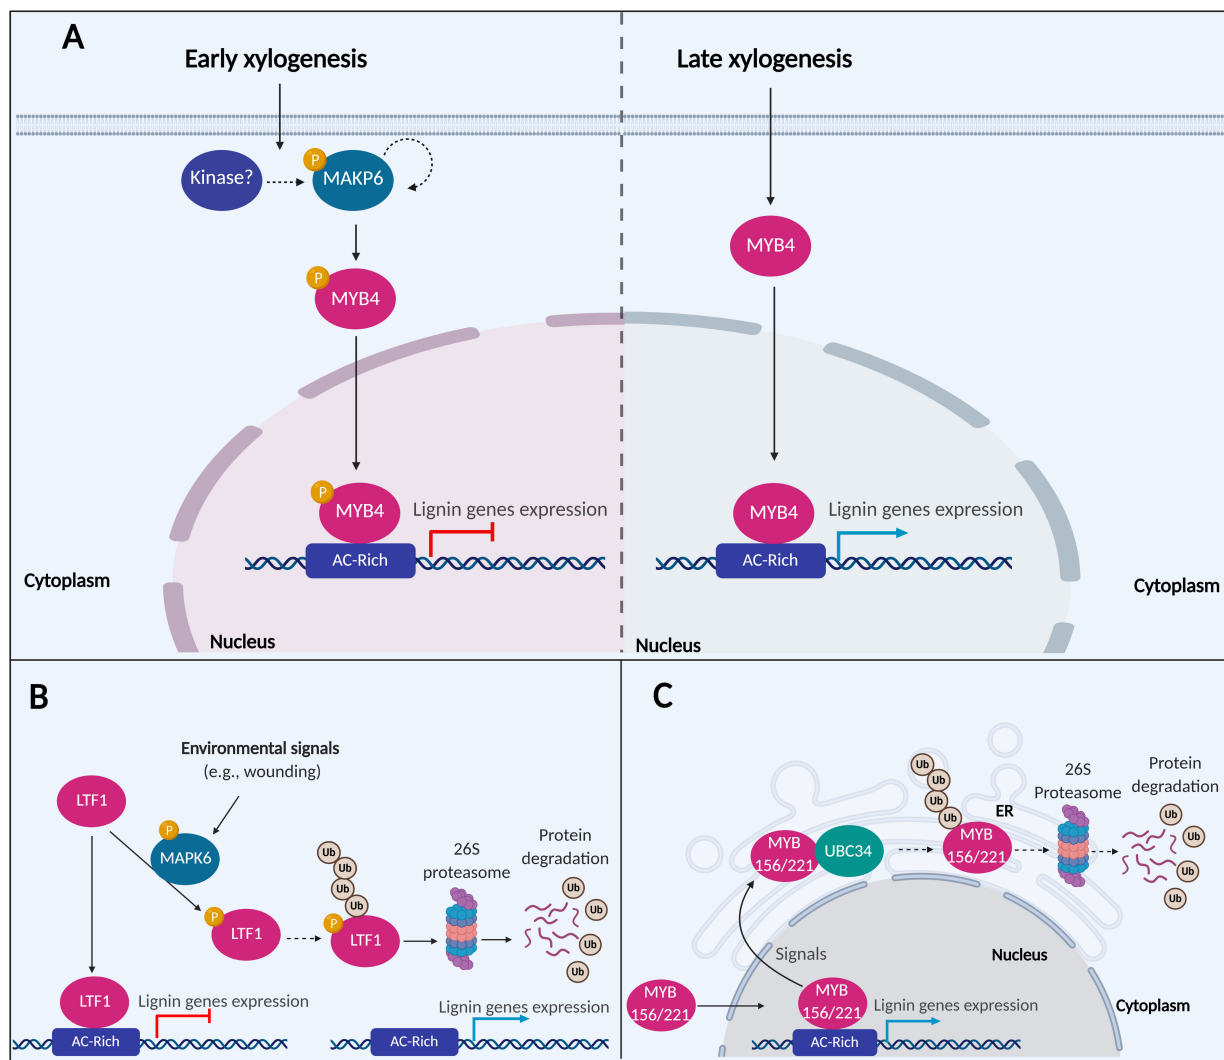 A
Early xylogenesis
Late xylogenesis
Kinase?
P
MAKP6
P
MYB4
MYB4
P
MYB4
Lignin genes expression
AC-Rich
MYB4
Lignin genes expression
AC-Rich
Cytoplasm
Cytoplasm
Nucleus
Nucleus
B
Environmental signals
(e.g., wounding)
LTF1
P
MAPK6
P
LTF1
Ub
Ub
Ub
Ub
P
LTF1
26S
proteasome
Protein
degradation
Ub
Ub
Ub
Ub
LTF1
Lignin genes expression
AC-Rich
Lignin genes expression
AC-Rich
C
MYB
156/221
UBC34
Ub
Ub
Ub
Ub
ER
MYB
156/221
26S
Proteasome
Protein
degradation
Ub
Ub
Ub
Ub
Signals
Nucleus
MYB
156/221
MYB
156/221
Lignin genes expression
AC-Rich
Cytoplasm